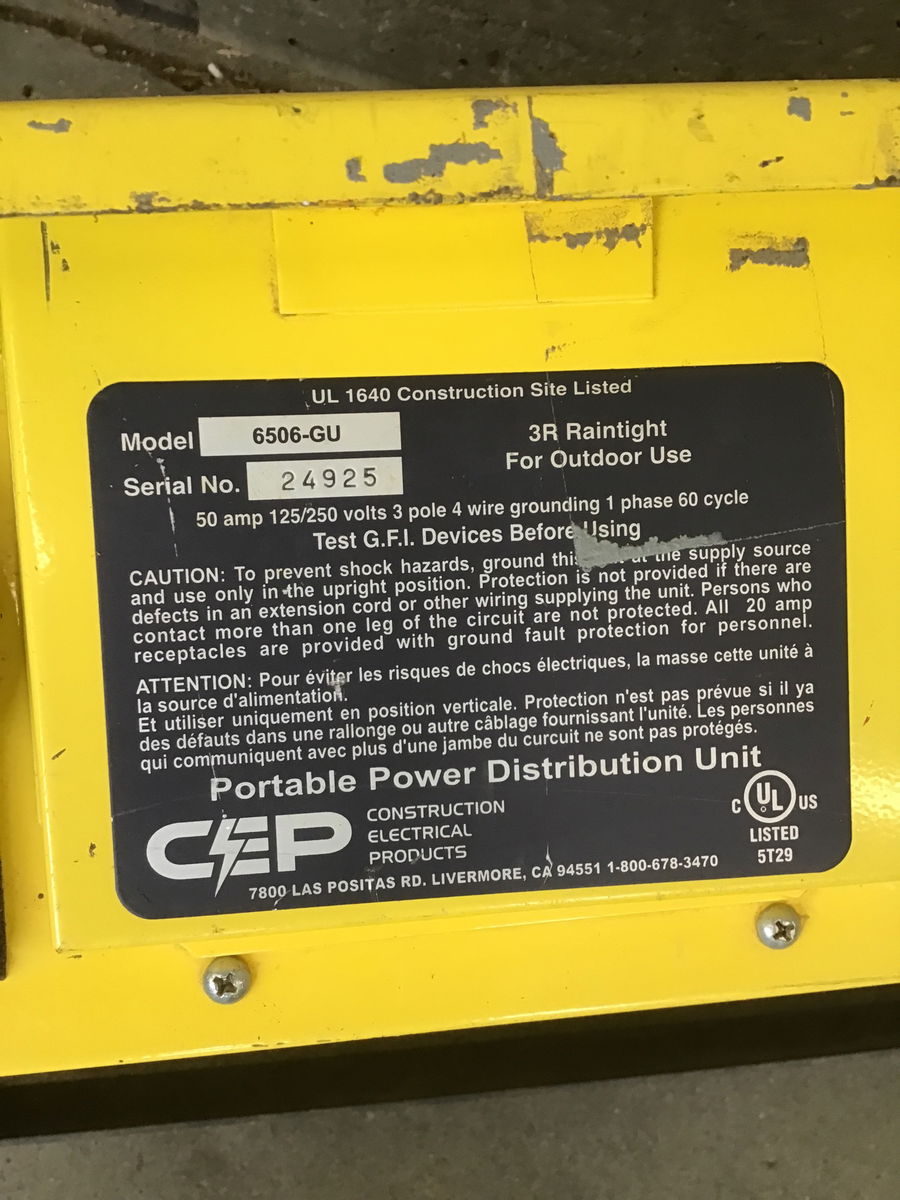 UL 1640 Construction Site Listed
Model 6506-GU
3R Raintight
For Outdoor Use
Serial No. 24925
50 amp 125/250 volts 3 pole 4 wire grounding 1 phase 60 cycle
Test G.F.I. Devices Before Using
CAUTION: To prevent shock hazards, ground this at the supply source
and use only in the upright position. Protection is not provided if there are
defects in an extension cord or other wiring supplying the unit. Persons who
contact more than one leg of the circuit are not protected. All 20 amp
receptacles are provided with ground fault protection for personnel.
ATTENTION: Pour éviter les risques de chocs électriques, la masse cette unité à
la source d'alimentation.
Et utiliser uniquement en position verticale. Protection n'est pas prévue si il ya
des défauts dans une rallonge ou autre câblage fournissant l'unité. Les personnes
qui communiquent avec plus d'une jambe du curcuit ne sont pas protégés.
Portable Power Distribution Unit
CEP
CONSTRUCTION
ELECTRICAL
PRODUCTS
C UL US
LISTED
5T29
7800 LAS POSITAS RD. LIVERMORE, CA 94551 1-800-678-3470